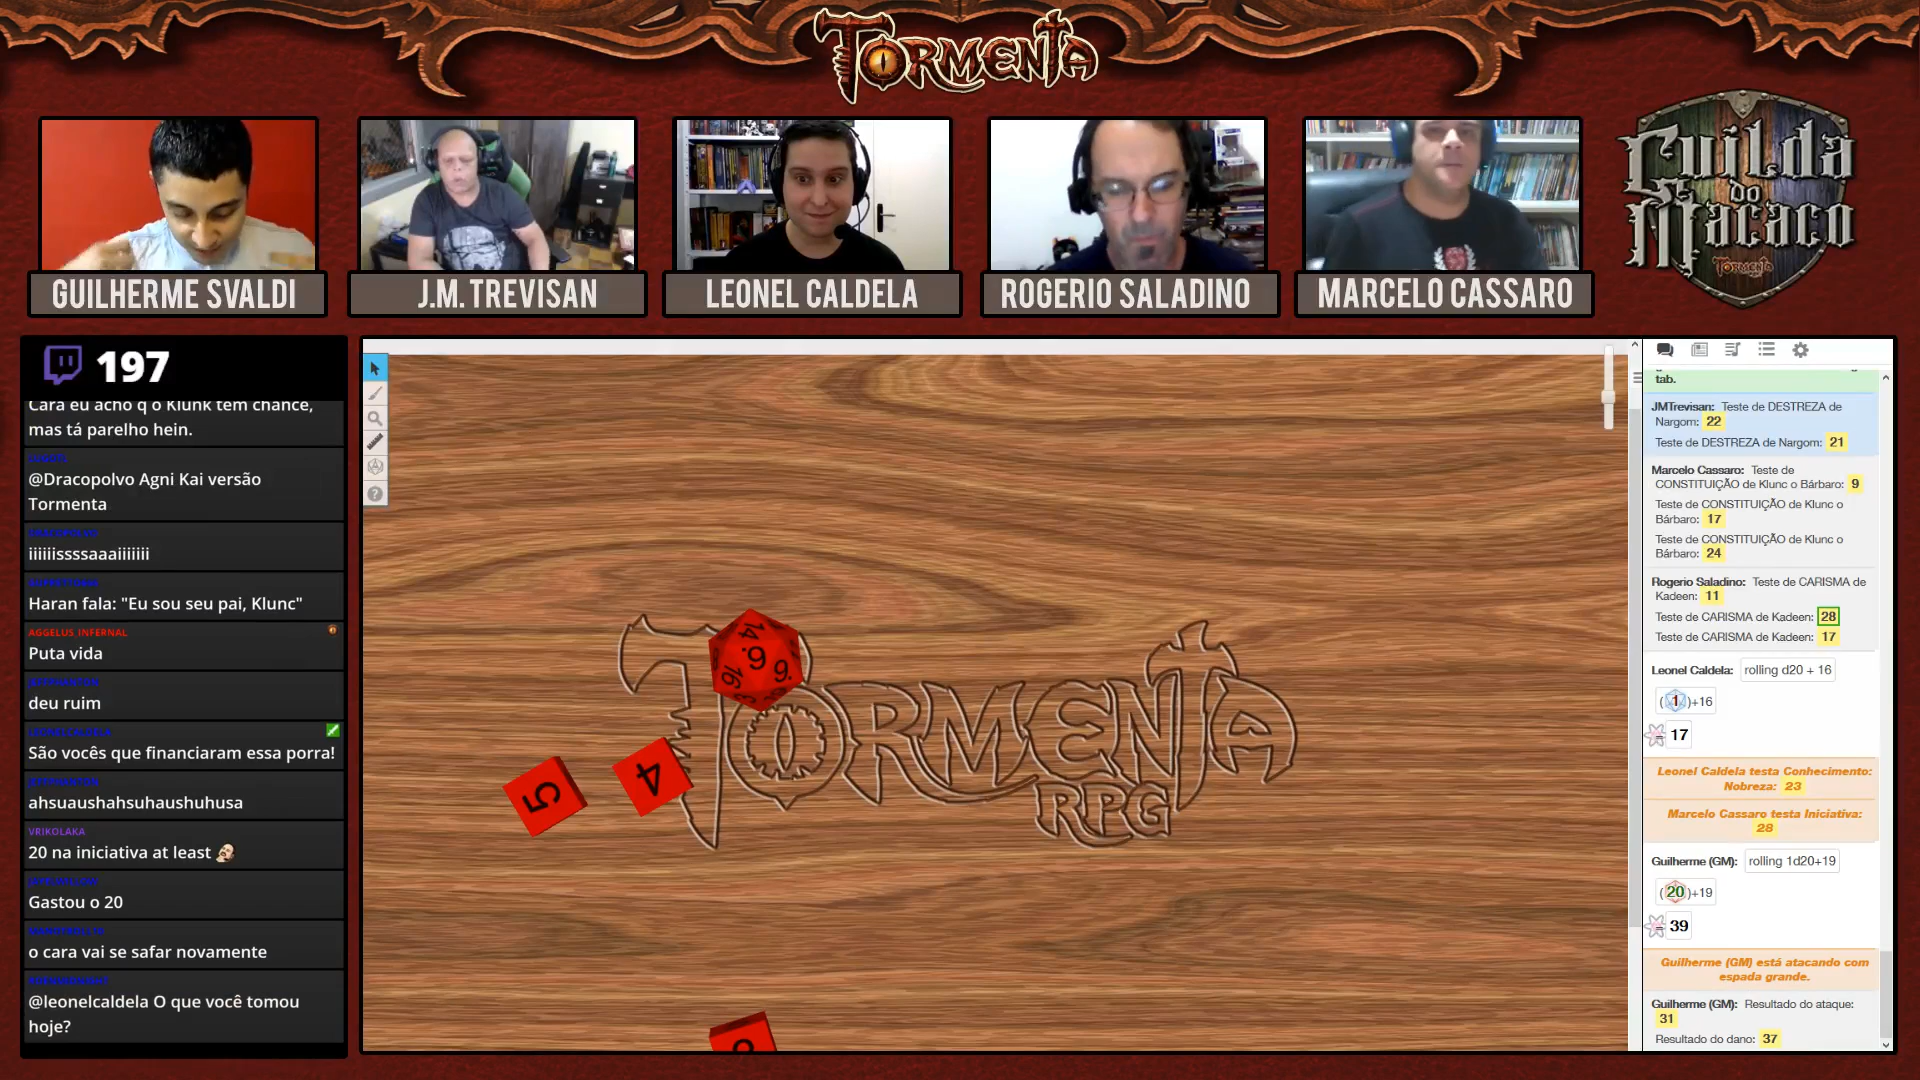 TORMENTA
GUILHERME SVALDI
J.M. TREVISAN
LEONEL CALDELA
ROGERIO SALADINO
MARCELO CASSARO
Guilda
do
Macaco
TORMENTA
197
Cara eu acho q o Klunk tem chance,
mas tá parelho hein.
@Dracopolvo Agni Kai versão
Tormenta
iiiiiissssaaaiiiiiii
Haran fala: "Eu sou seu pai, Klunc"
AGGELUS_INFERNAL
Puta vida
deu ruim
LEONELCALDELA
São vocês que financiaram essa porra!
ahsuaushahsuhaushuhusa
VRIKOLAKA
20 na iniciativa at least
Gastou o 20
o cara vai se safar novamente
@leonelcaldela O que você tomou
hoje?
14
6.
9.
16
5
4
TORMENTA
RPG
tab.
JMTrevisan: Teste de DESTREZA de
Nargom: 22
Teste de DESTREZA de Nargom: 21
Marcelo Cassaro: Teste de
CONSTITUIÇÃO de Klunc o Bárbaro: 9
Teste de CONSTITUIÇÃO de Klunc o
Bárbaro: 17
Teste de CONSTITUIÇÃO de Klunc o
Bárbaro: 24
Rogerio Saladino: Teste de CARISMA de
Kadeen: 11
Teste de CARISMA de Kadeen: 28
Teste de CARISMA de Kadeen: 17
Leonel Caldela: rolling d20 + 16
(1)+16
= 17
Leonel Caldela testa Conhecimento:
Nobreza: 23
Marcelo Cassaro testa Iniciativa:
28
Guilherme (GM): rolling 1d20+19
(20)+19
= 39
Guilherme (GM) está atacando com
espada grande.
Guilherme (GM): Resultado do ataque:
31
Resultado do dano: 37